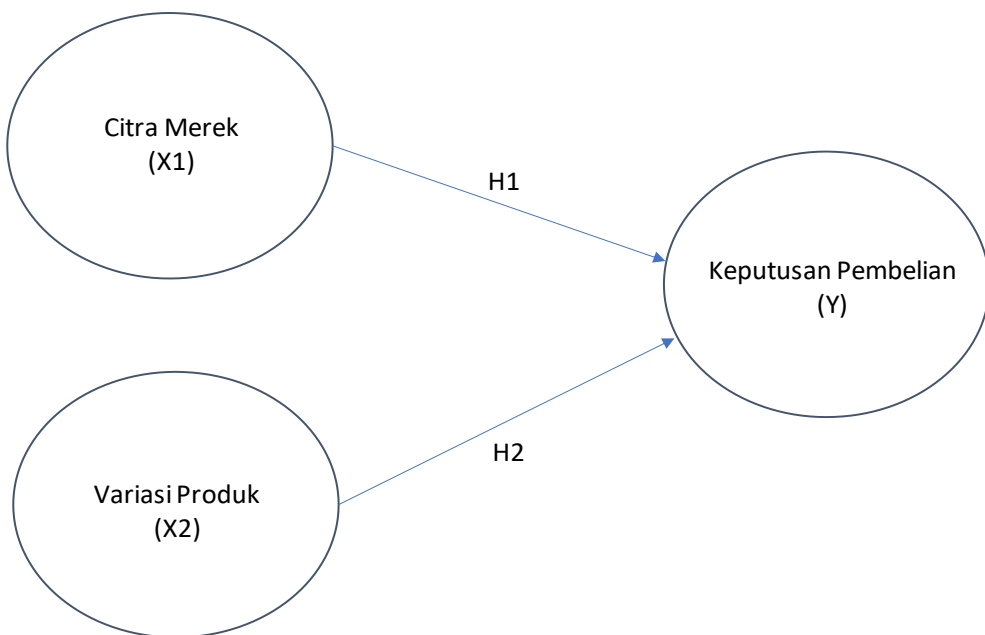 Citra Merek
(X1)
H1
Keputusan Pembelian
(Y)
H2
Variasi Produk
(X2)